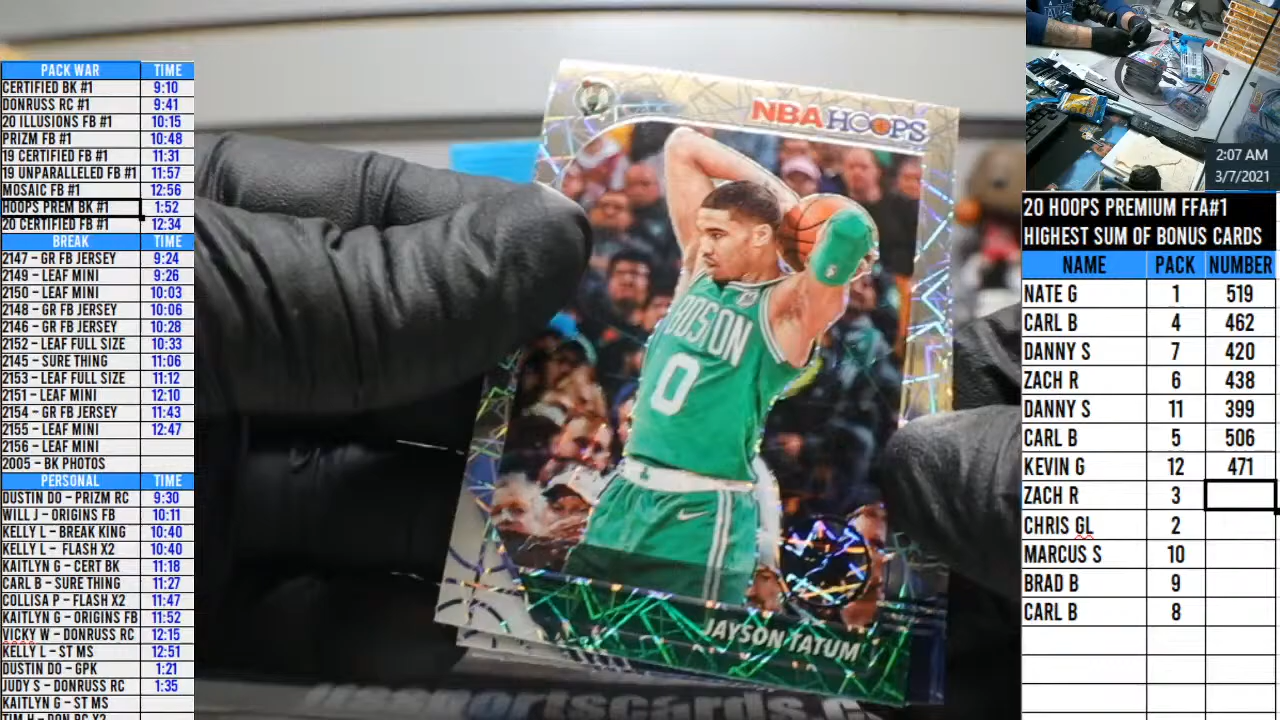 PACK WAR TIME
CERTIFIED BK #1 9:10
DONRUSS RC #1 9:41
20 ILLUSIONS FB #1 10:15
PRIZM FB #1 10:48
19 CERTIFIED FB #1 11:31
19 UNPARALLELED FB #1 11:57
MOSAIC FB #1 12:56
HOOPS PREM BK #1 1:52
20 CERTIFIED FB #1 12:34
BREAK TIME
2147 - GR FB JERSEY 9:24
2149 - LEAF MINI 9:26
2150 - LEAF MINI 10:03
2148 - GR FB JERSEY 10:06
2146 - GR FB JERSEY 10:28
2152 - LEAF FULL SIZE 10:33
2145 - SURE THING 11:06
2153 - LEAF FULL SIZE 11:12
2151 - LEAF MINI 12:10
2154 - GR FB JERSEY 11:43
2155 - LEAF MINI 12:47
2156 - LEAF MINI
2005 - BK PHOTOS
PERSONAL TIME
DUSTIN DO - PRIZM RC 9:30
WILL J - ORIGINS FB 10:11
KELLY L - BREAK KING 10:40
KELLY L - FLASH X2 10:40
KAITLYN G - CERT BK 11:18
CARL B - SURE THING 11:27
COLLISA P - FLASH X2 11:47
KAITLYN G - ORIGINS FB 11:52
VICKY W - DONRUSS RC 12:15
KELLY L - ST MS 12:51
DUSTIN DO - GPK 1:21
JUDY S - DONRUSS RC 1:35
KAITLYN G - ST MS
TIM H - DON RC X2
NBA HOOPS
BOSTON
0
JAYSON TATUM
2:07 AM
3/7/2021
20 HOOPS PREMIUM FFA#1
HIGHEST SUM OF BONUS CARDS
NAME PACK NUMBER
NATE G 1 519
CARL B 4 462
DANNY S 7 420
ZACH R 6 438
DANNY S 11 399
CARL B 5 506
KEVIN G 12 471
ZACH R 3
CHRIS GL 2
MARCUS S 10
BRAD B 9
CARL B 8